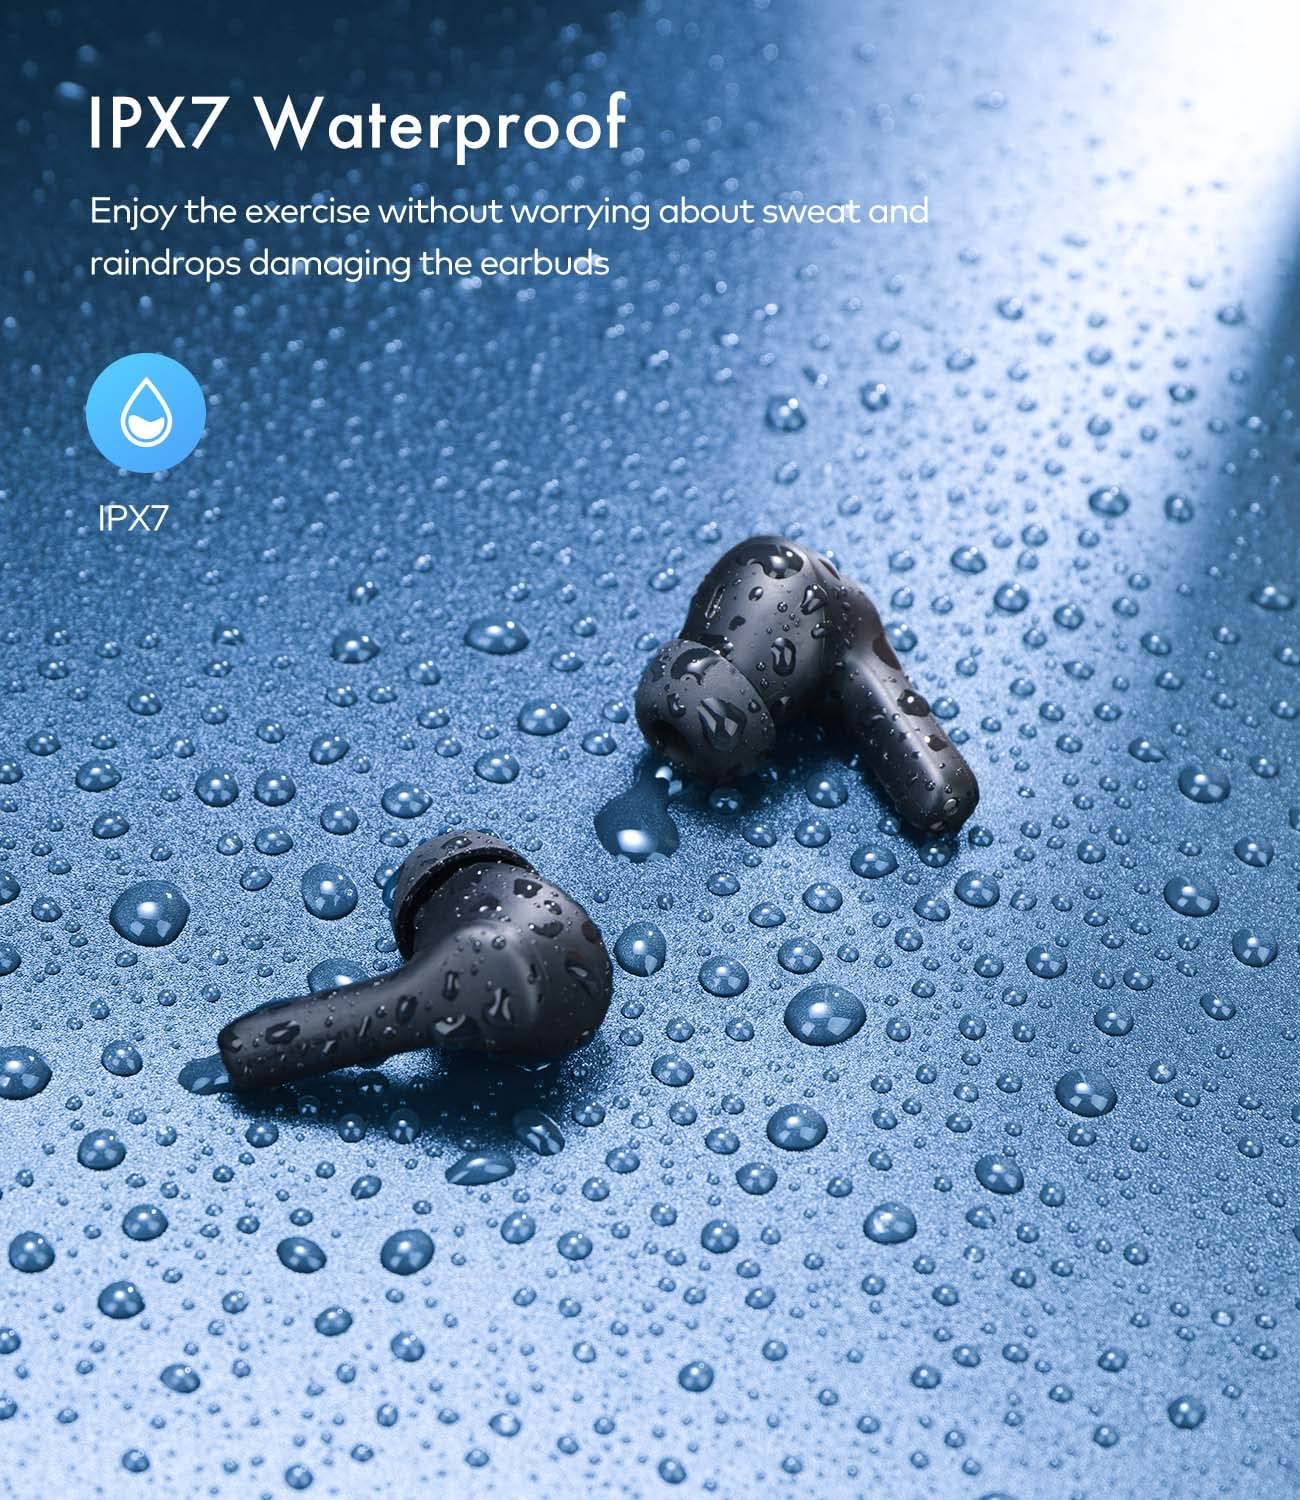 IPX7 Waterproof
Enjoy the exercise without worrying about sweat and
raindrops damaging the earbuds
IPX7